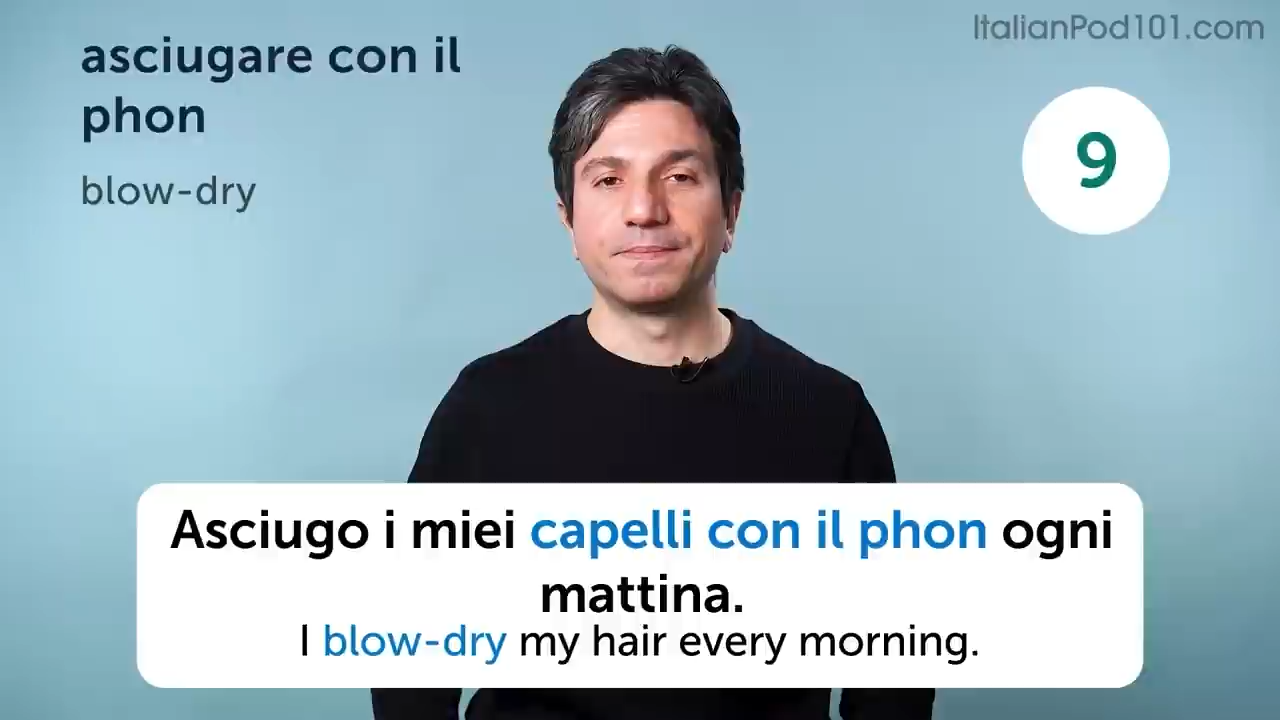 asciugare con il
phon
blow-dry
ItalianPod101.com
9
Asciugo i miei capelli con il phon ogni
mattina.
I blow-dry my hair every morning.